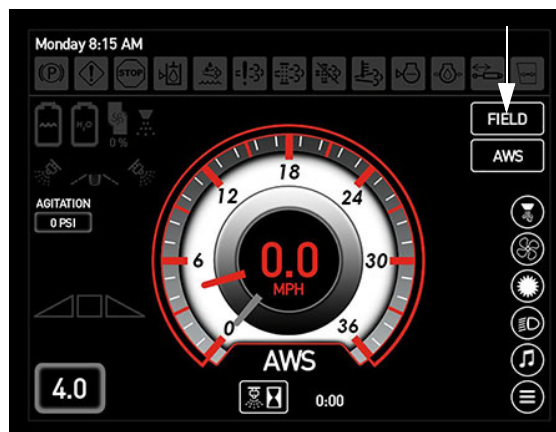 Monday 8:15 AM
STOP
H₂O
0 %
FIELD
AWS
AGITATION
0 PSI
0
6
12
18
24
30
36
0.0
MPH
AWS
4.0
0:00